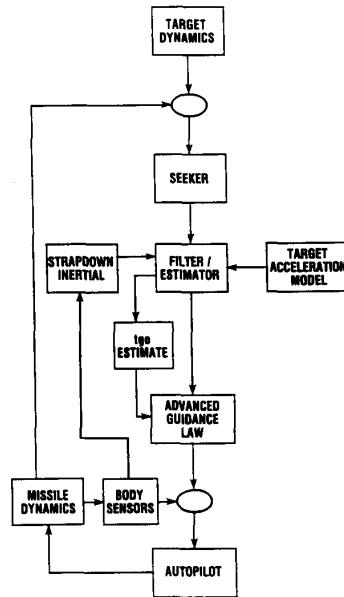 TARGET
DYNAMICS
SEEKER
STRAPDOWN
INERTIAL
FILTER /
ESTIMATOR
TARGET
ACCELERATION
MODEL
tgo
ESTIMATE
ADVANCED
GUIDANCE
LAW
MISSILE
DYNAMICS
BODY
SENSORS
AUTOPILOT